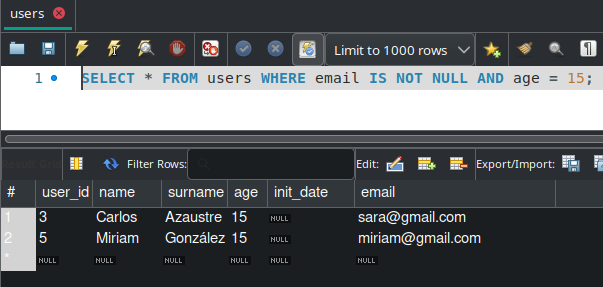 users
Limit to 1000 rows
1 SELECT * FROM users WHERE email IS NOT NULL AND age = 15;
Result Grid Filter Rows: Edit: Export/Import:
# user_id name surname age init_date email
1 3 Carlos Azaustre 15 NULL sara@gmail.com
2 5 Miriam González 15 NULL miriam@gmail.com
* NULL NULL NULL NULL NULL NULL